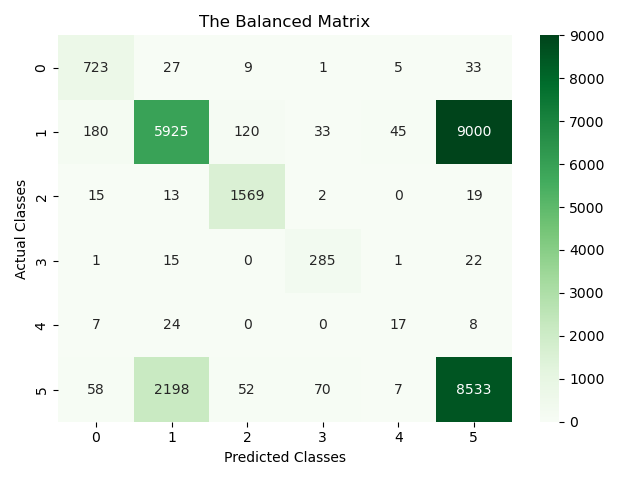 The Balanced Matrix
0 723 27 9 1 5 33
1 180 5925 120 33 45 9000
2 15 13 1569 2 0 19
3 1 15 0 285 1 22
4 7 24 0 0 17 8
5 58 2198 52 70 7 8533
0 1 2 3 4 5
Predicted Classes
Actual Classes
9000
8000
7000
6000
5000
4000
3000
2000
1000
0